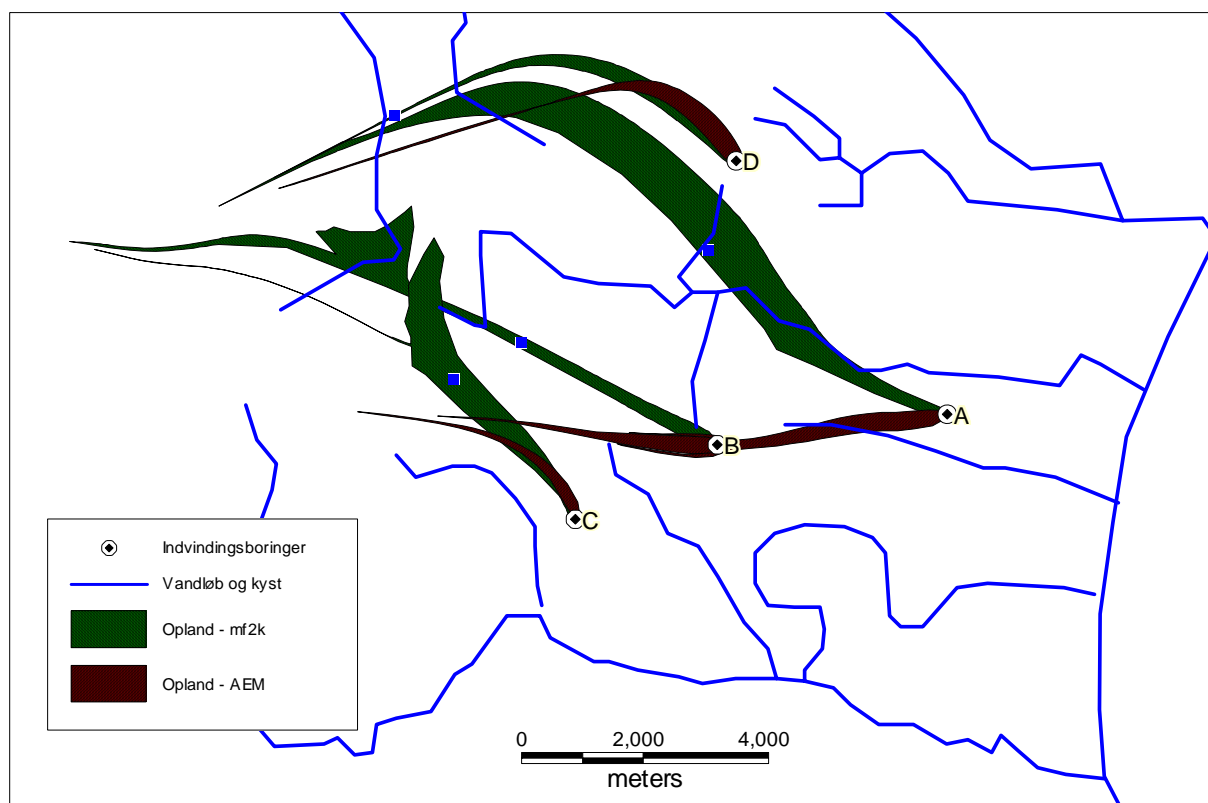 D
A
B
C
Indvindingsboringer
Vandløb og kyst
Opland - mf2k
Opland - AEM
0 2,000 4,000
meters